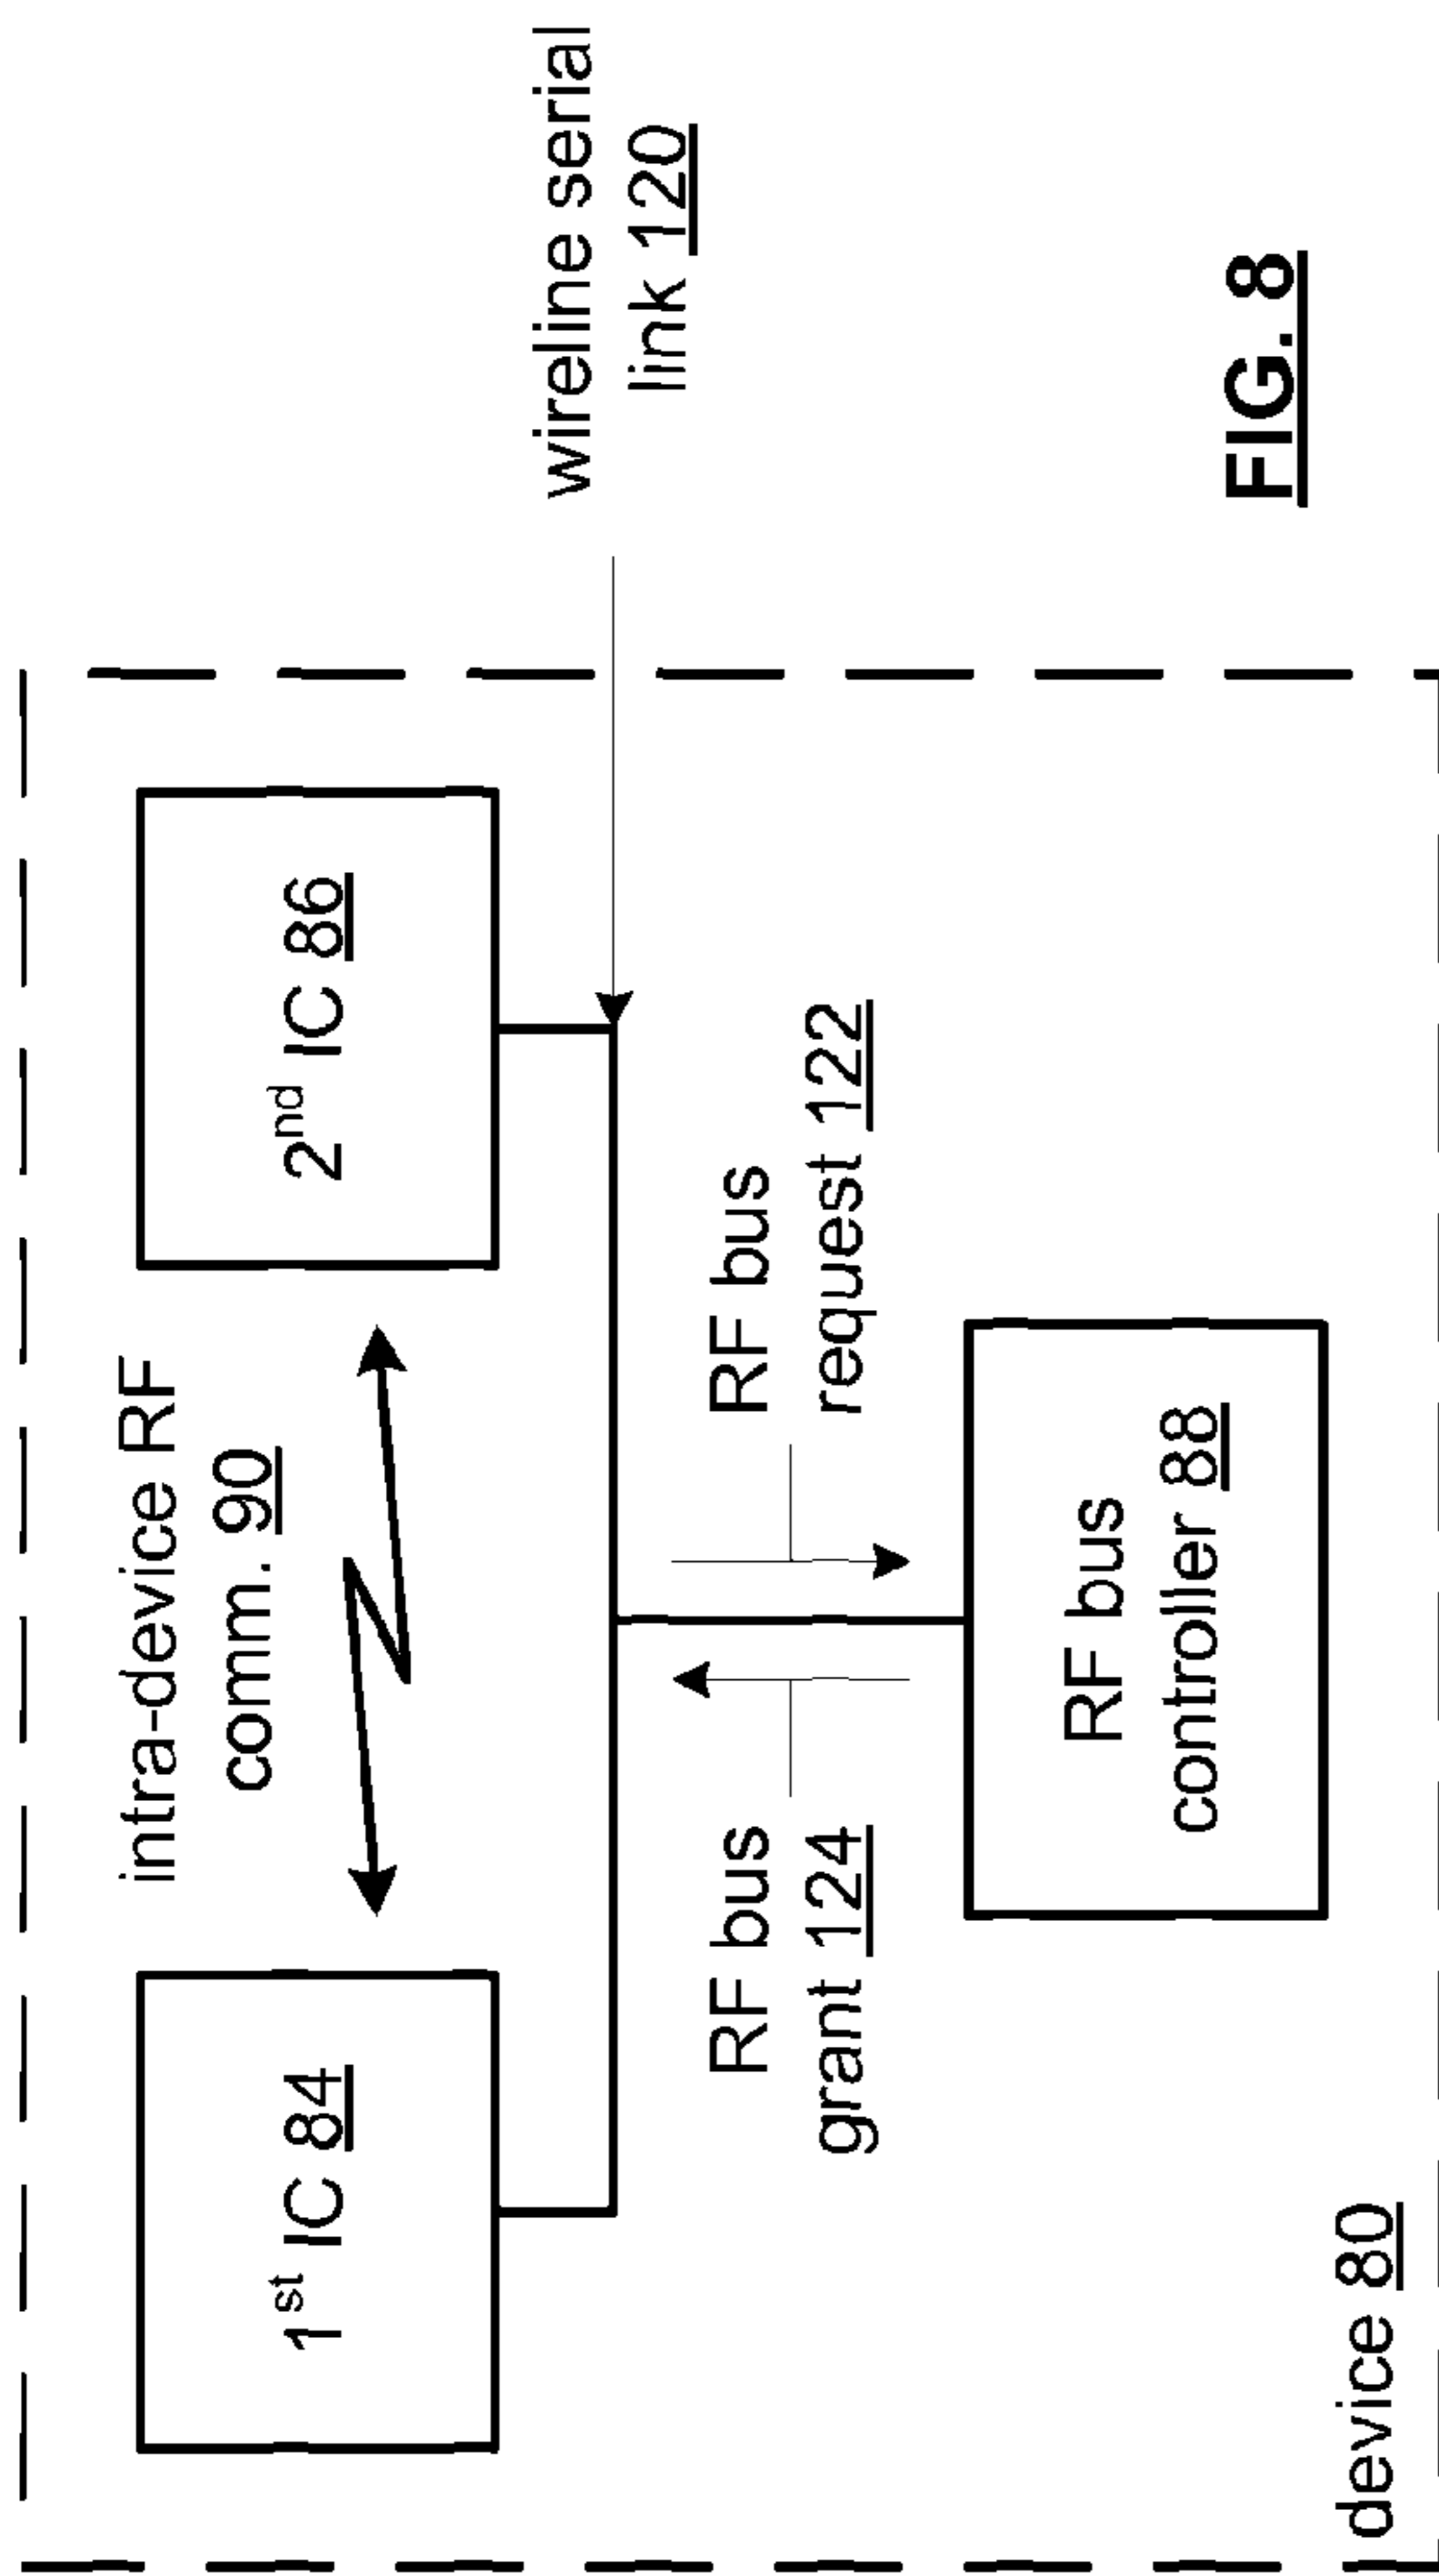 intra-device RF
comm. 90
1st IC 84
2nd IC 86
wireline serial
link 120
RF bus
grant 124
RF bus
request 122
RF bus
controller 88
device 80
FIG. 8